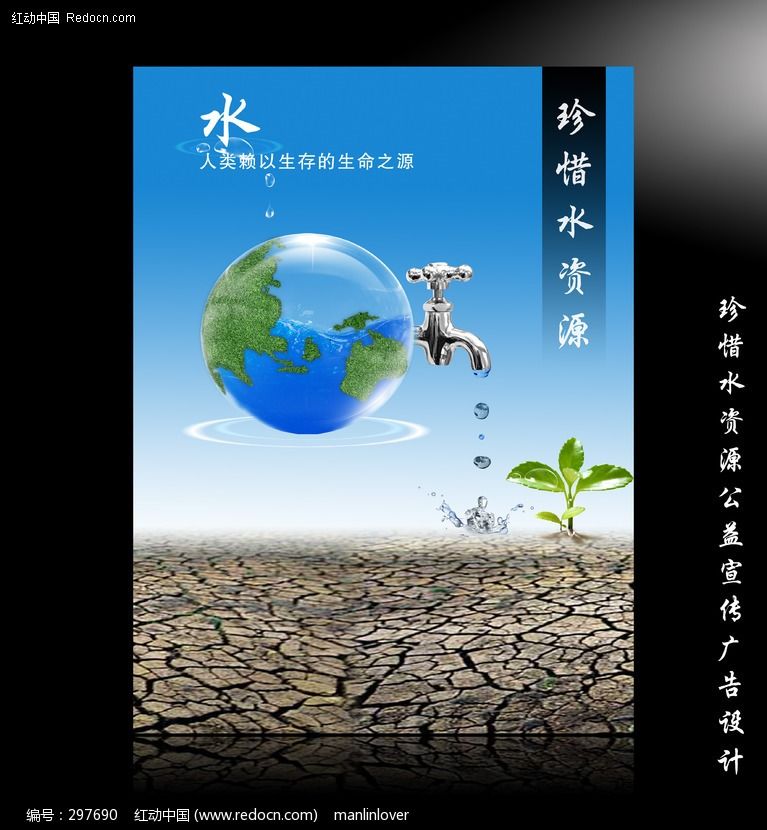 红动中国 Redocn.com
水
人类赖以生存的生命之源
珍惜水资源
珍惜水资源公益宣传广告设计
编号：297690 红动中国 (www.redocn.com) manlinlover